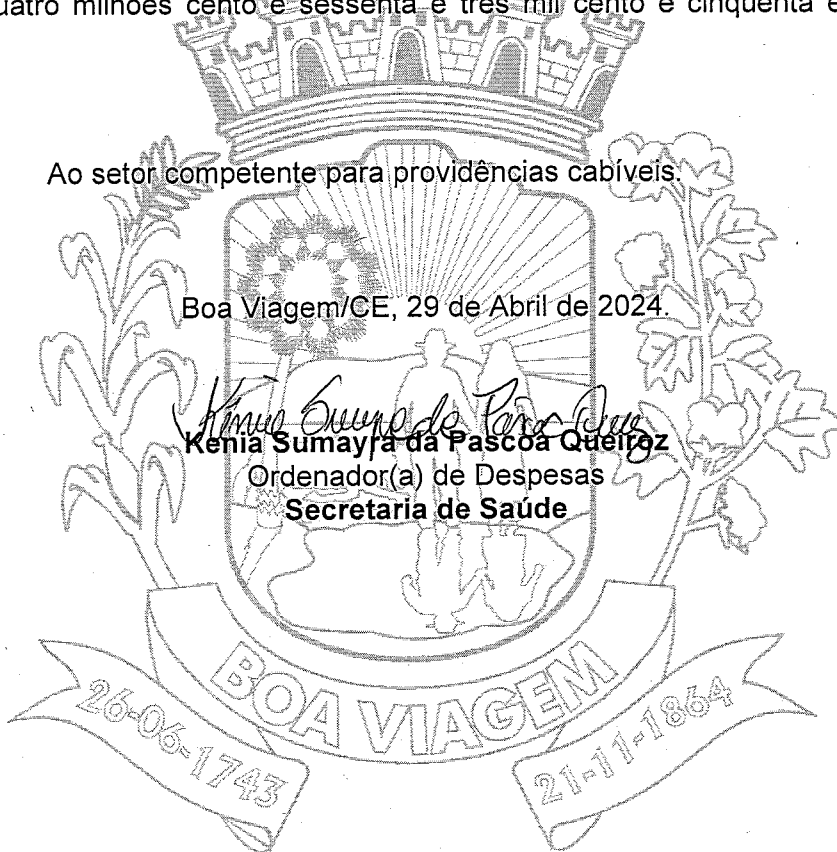 uatro milhões cento e sessenta e três mil cento e cinquenta e
Ao setor competente para providências cabíveis.
Boa Viagem/CE, 29 de Abril de 2024.
Kenia Sumayra da Pascoa Queiroz
Ordenador(a) de Despesas
Secretaria de Saúde
BOA VIAGEM
26-06-1743
21-11-1864